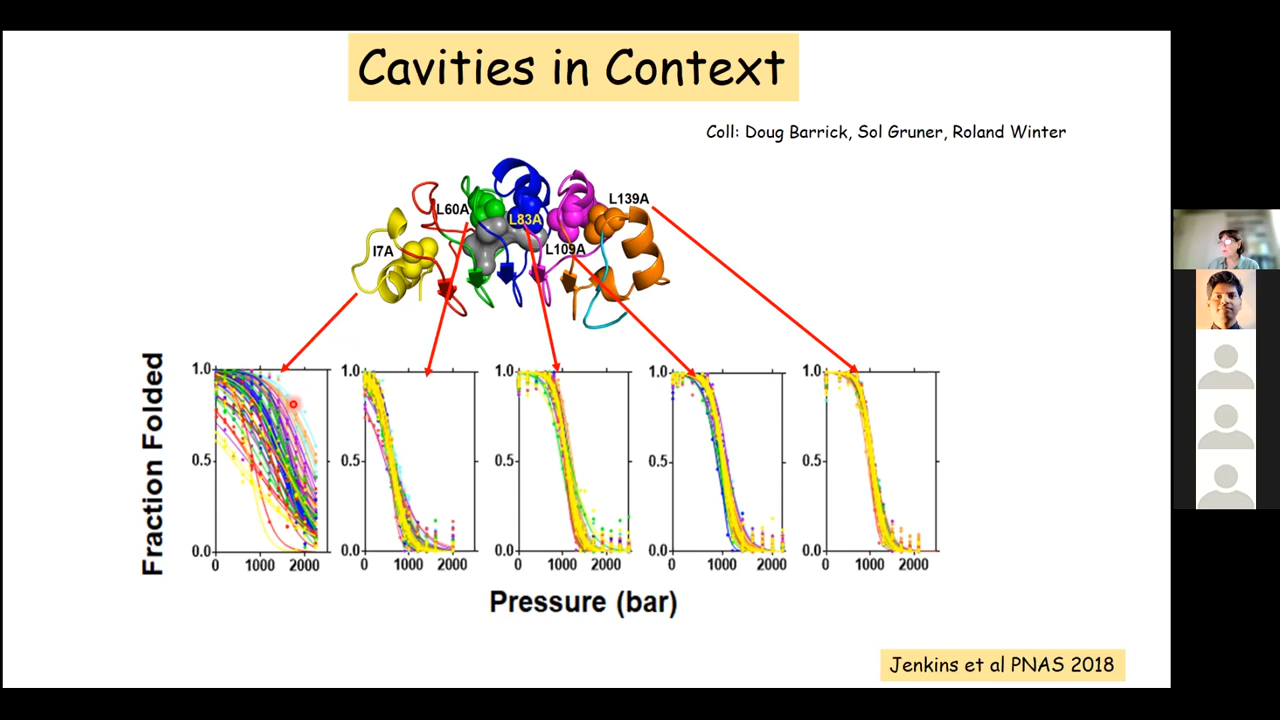 Cavities in Context
Coll: Doug Barrick, Sol Gruner, Roland Winter
L139A
L60A
L83A
I7A
L109A
Fraction Folded
1.0 1.0 1.0 1.0 1.0
0.5 0.5 0.5 0.5 0.5
0.0 0.0 0.0 0.0 0.0
0 1000 2000 0 1000 2000 0 1000 2000 0 1000 2000 0 1000 2000
Pressure (bar)
Jenkins et al PNAS 2018